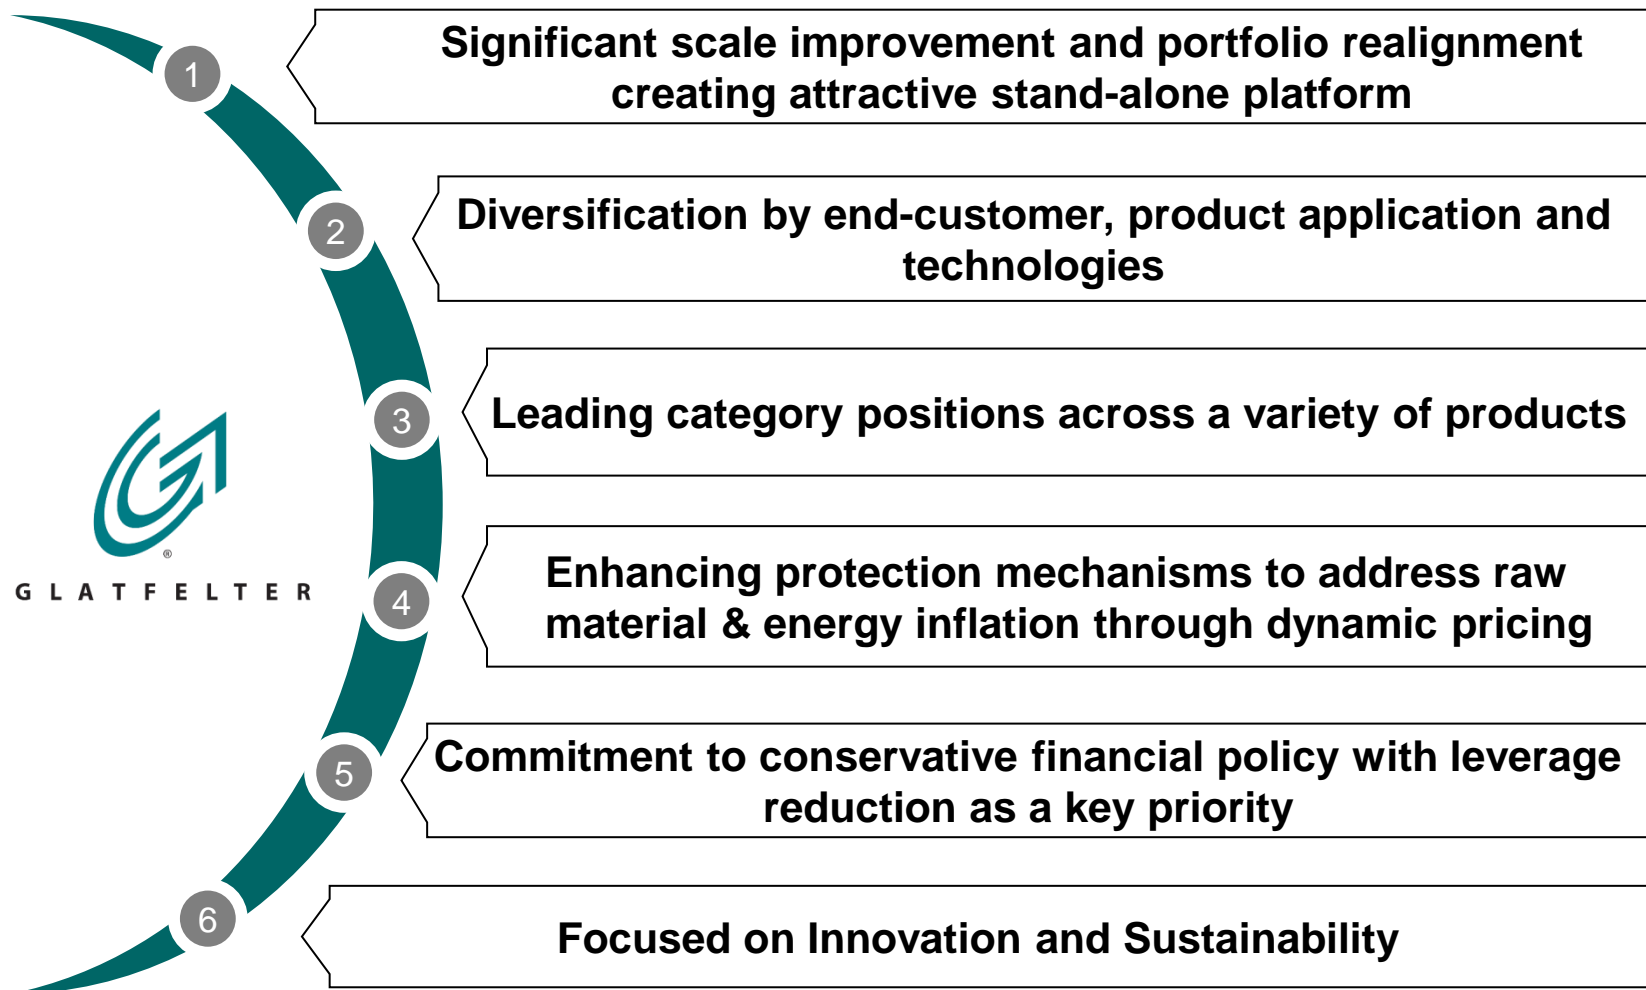 1
Significant scale improvement and portfolio realignment
creating attractive stand-alone platform
2
Diversification by end-customer, product application and
technologies
3
Leading category positions across a variety of products
®
GLATFELTER
4
Enhancing protection mechanisms to address raw
material & energy inflation through dynamic pricing
5
Commitment to conservative financial policy with leverage
reduction as a key priority
6
Focused on Innovation and Sustainability